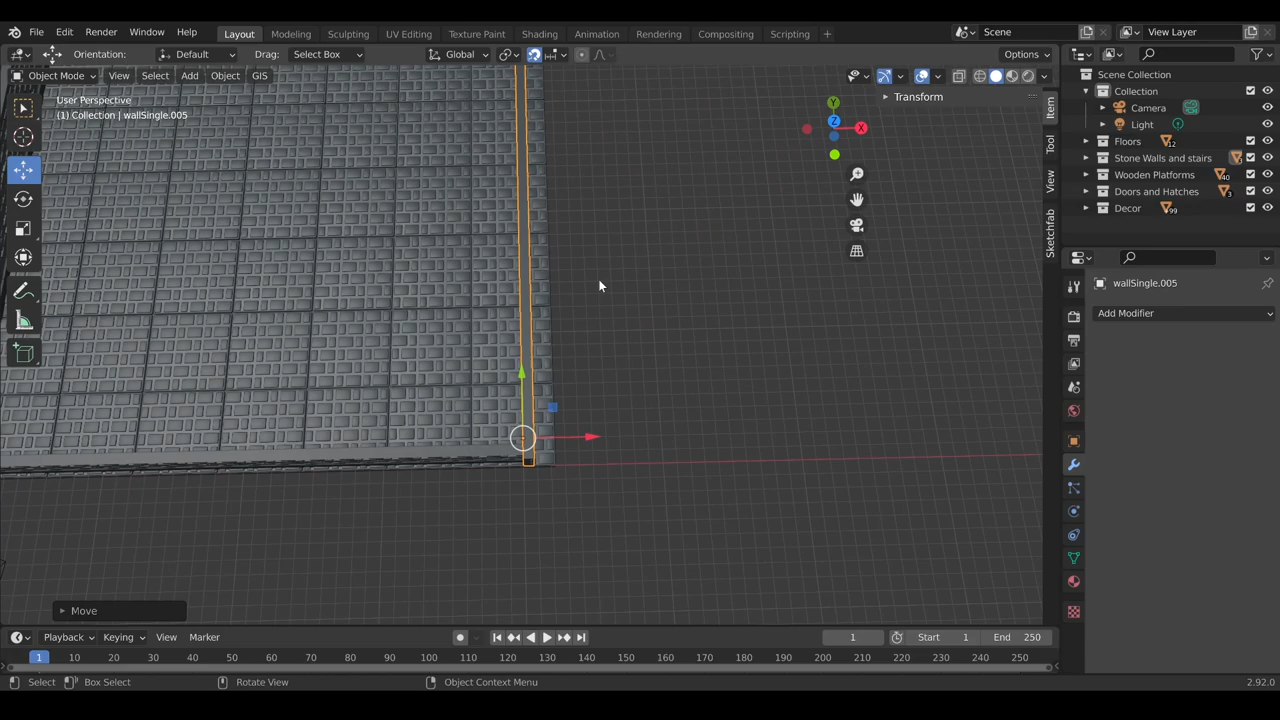 File Edit Render Window Help Layout Modeling Sculpting UV Editing Texture Paint Shading Animation Rendering Compositing Scripting + Scene View Layer
Orientation: Default Drag: Select Box Global Options
Object Mode View Select Add Object GIS
User Perspective
(1) Collection | wallSingle.005
Transform
Y
Z
X
Item
Tool
View
Sketchfab
Scene Collection
Collection
Camera
Light
Floors 12
Stone Walls and stairs
Wooden Platforms 40
Doors and Hatches 3
Decor 99
wallSingle.005
Add Modifier
Move
Playback Keying View Marker 1 Start 1 End 250
1 10 20 30 40 50 60 70 80 90 100 110 120 130 140 150 160 170 180 190 200 210 220 230 240 250
Select Box Select Rotate View Object Context Menu 2.92.0